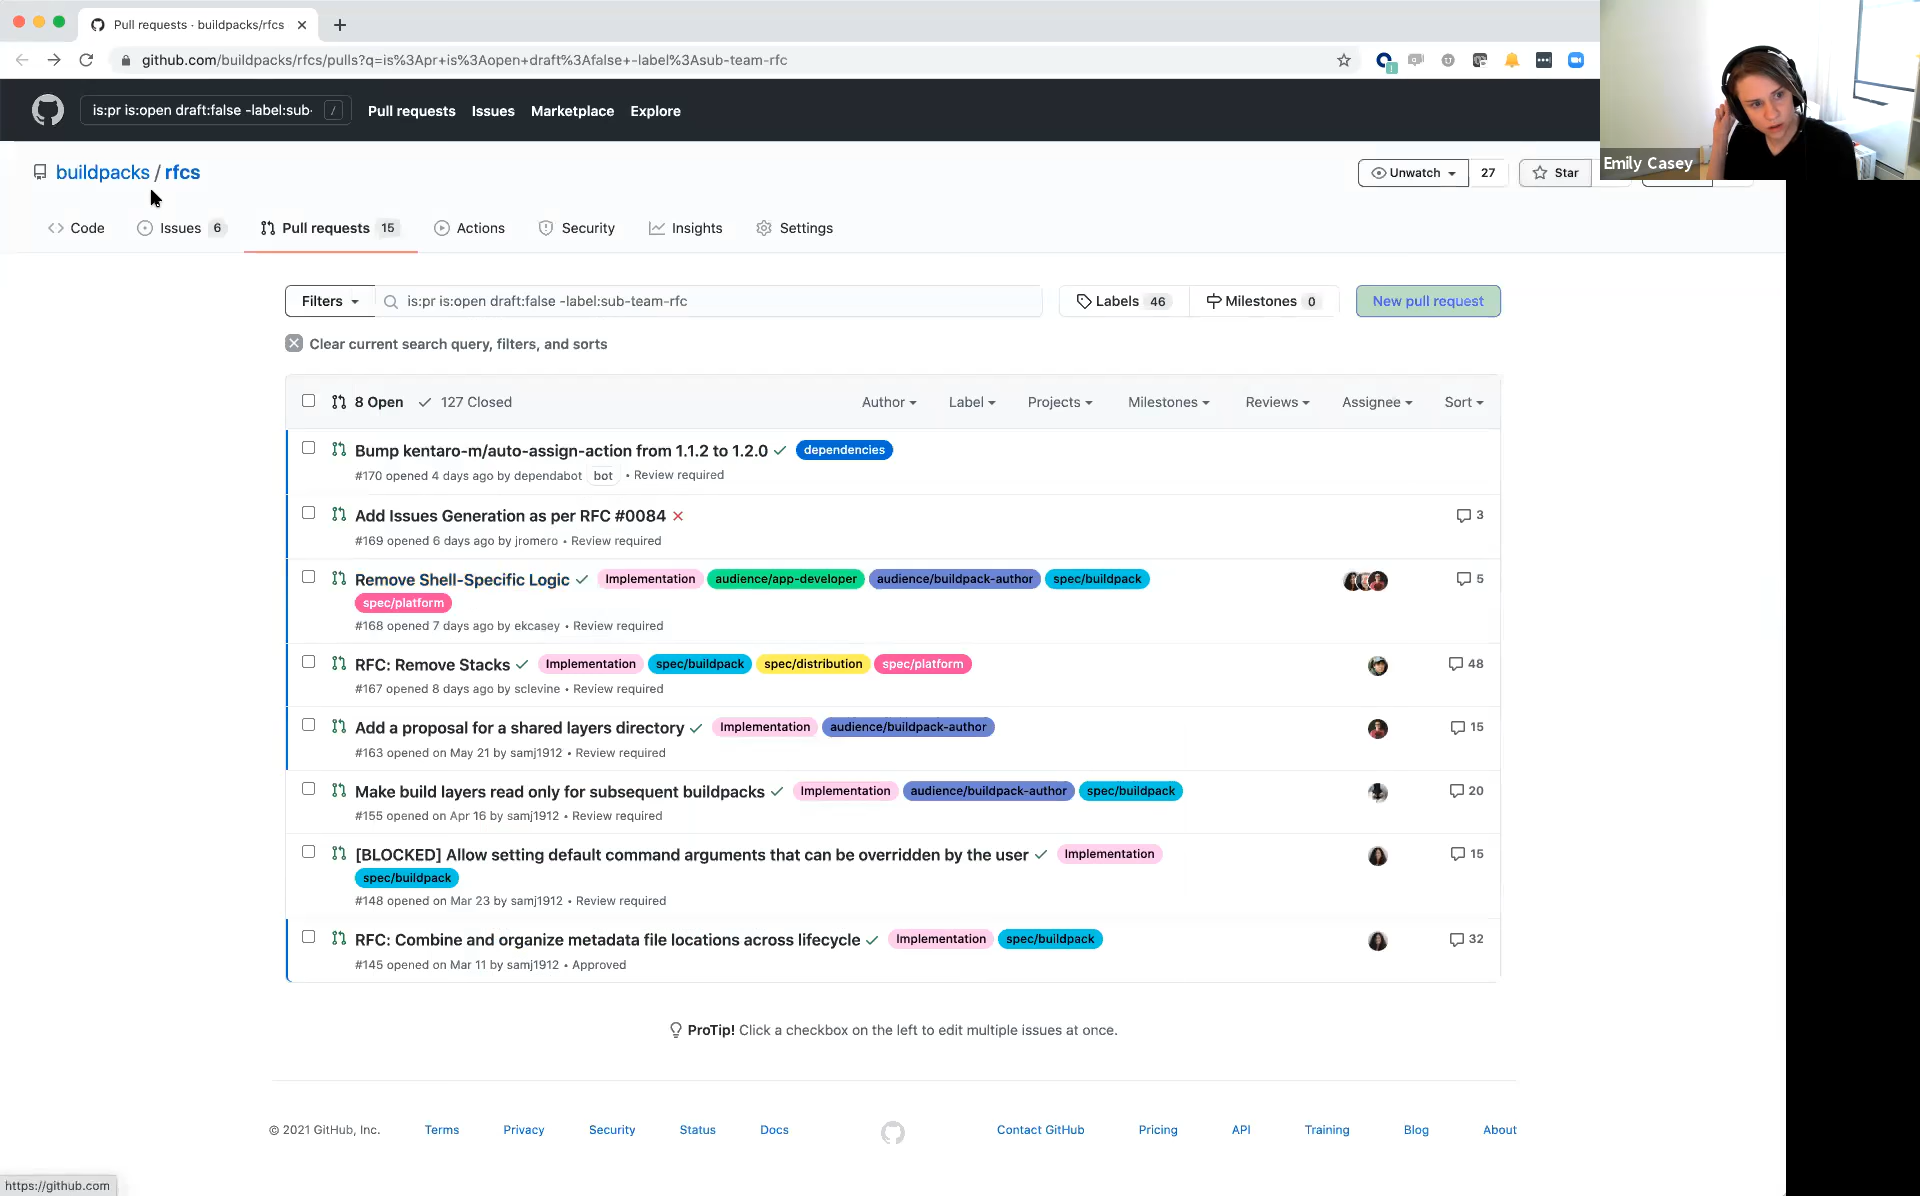 Pull requests · buildpacks/rfcs
github.com/buildpacks/rfcs/pulls?q=is%3Apr+is%3Aopen+draft%3Afalse+-label%3Asub-team-rfc
is:pr is:open draft:false -label:sub- /
Pull requests Issues Marketplace Explore
Emily Casey
buildpacks / rfcs
Unwatch 27 Star
Code Issues 6 Pull requests 15 Actions Security Insights Settings
Filters is:pr is:open draft:false -label:sub-team-rfc Labels 46 Milestones 0 New pull request
Clear current search query, filters, and sorts
8 Open 127 Closed Author Label Projects Milestones Reviews Assignee Sort
Bump kentaro-m/auto-assign-action from 1.1.2 to 1.2.0 dependencies
#170 opened 4 days ago by dependabot bot • Review required
Add Issues Generation as per RFC #0084 3
#169 opened 6 days ago by jromero • Review required
Remove Shell-Specific Logic Implementation audience/app-developer audience/buildpack-author spec/buildpack 5
spec/platform
#168 opened 7 days ago by ekcasey • Review required
RFC: Remove Stacks Implementation spec/buildpack spec/distribution spec/platform 48
#167 opened 8 days ago by sclevine • Review required
Add a proposal for a shared layers directory Implementation audience/buildpack-author 15
#163 opened on May 21 by samj1912 • Review required
Make build layers read only for subsequent buildpacks Implementation audience/buildpack-author spec/buildpack 20
#155 opened on Apr 16 by samj1912 • Review required
[BLOCKED] Allow setting default command arguments that can be overridden by the user Implementation 15
spec/buildpack
#148 opened on Mar 23 by samj1912 • Review required
RFC: Combine and organize metadata file locations across lifecycle Implementation spec/buildpack 32
#145 opened on Mar 11 by samj1912 • Approved
ProTip! Click a checkbox on the left to edit multiple issues at once.
© 2021 GitHub, Inc. Terms Privacy Security Status Docs Contact GitHub Pricing API Training Blog About
https://github.com